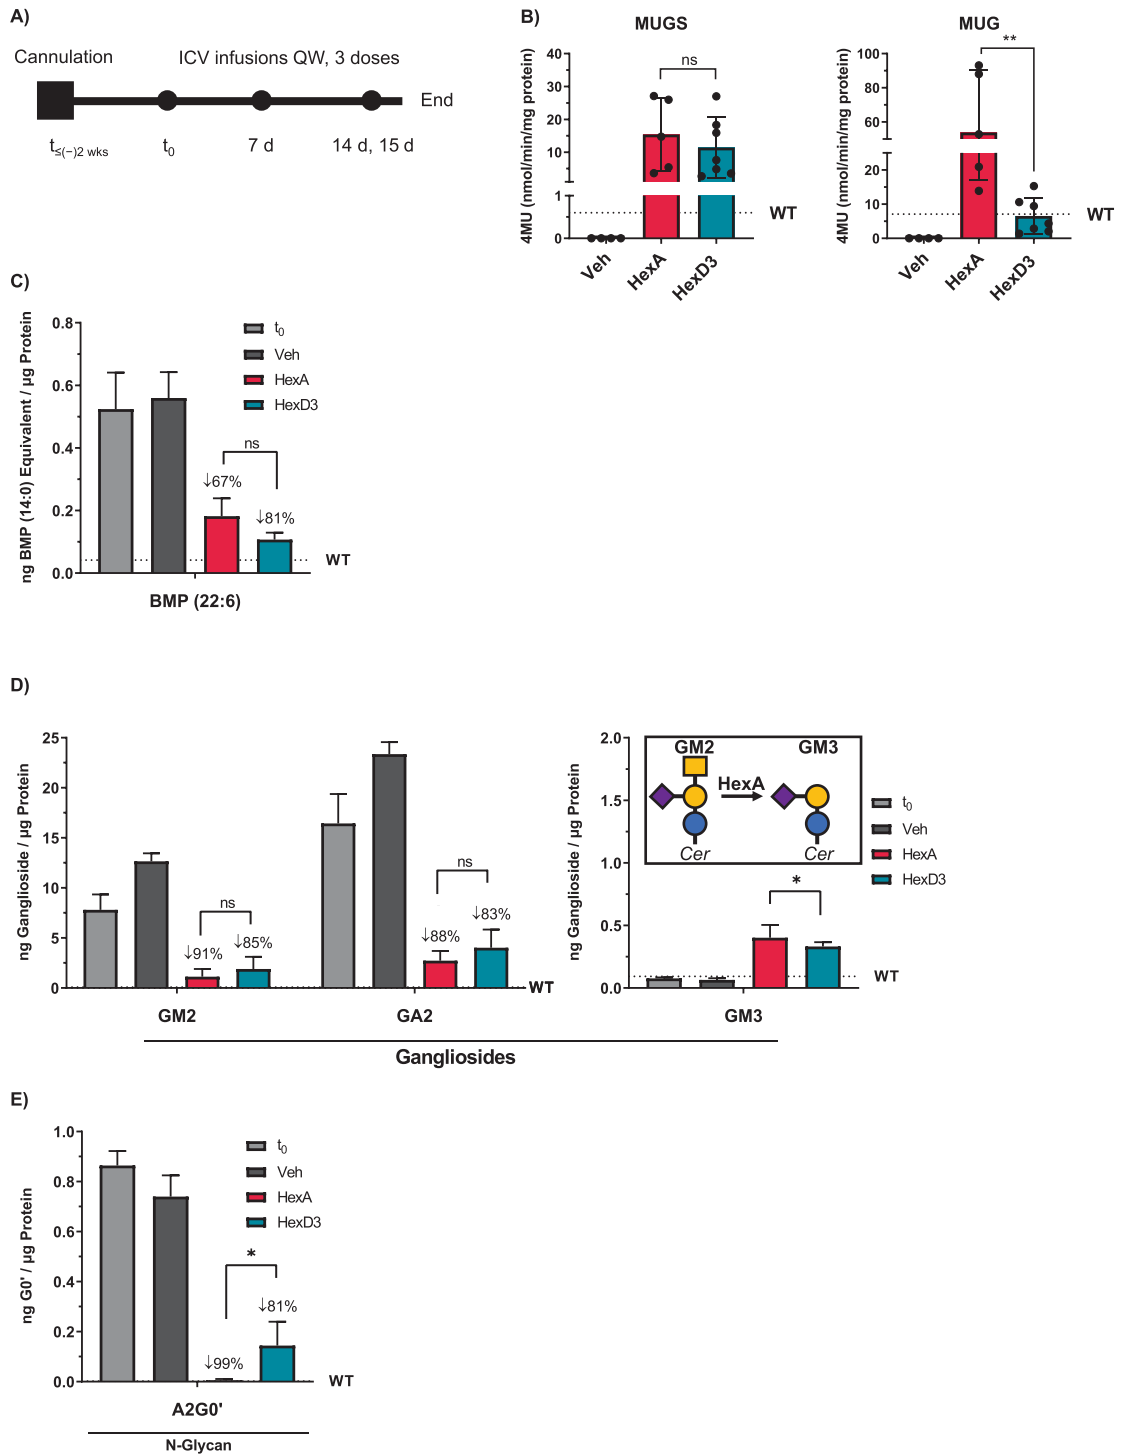 A)
Cannulation
ICV infusions QW, 3 doses
End
t≤(−)2 wks
t0
7 d
14 d, 15 d
B)
MUGS
4MU (nmol/min/mg protein)
40
30
20
10
1
0
ns
WT
Veh
HexA
HexD3
MUG
4MU (nmol/min/mg protein)
100
80
60
40
20
10
0
**
WT
Veh
HexA
HexD3
C)
ng BMP (14:0) Equivalent / µg Protein
0.8
0.6
0.4
0.2
0.0
t0
Veh
HexA
HexD3
ns
↓67%
↓81%
WT
BMP (22:6)
D)
ng Ganglioside / µg Protein
25
20
15
10
5
0
ns
↓91%
↓85%
ns
↓88%
↓83%
WT
GM2
GA2
ng Ganglioside / µg Protein
2.0
1.5
1.0
0.5
0.0
GM2
GM3
HexA
Cer
Cer
t0
Veh
HexA
HexD3
*
WT
GM3
Gangliosides
E)
ng G0' / µg Protein
1.0
0.8
0.6
0.4
0.2
0.0
t0
Veh
HexA
HexD3
*
↓99%
↓81%
WT
A2G0'
N-Glycan